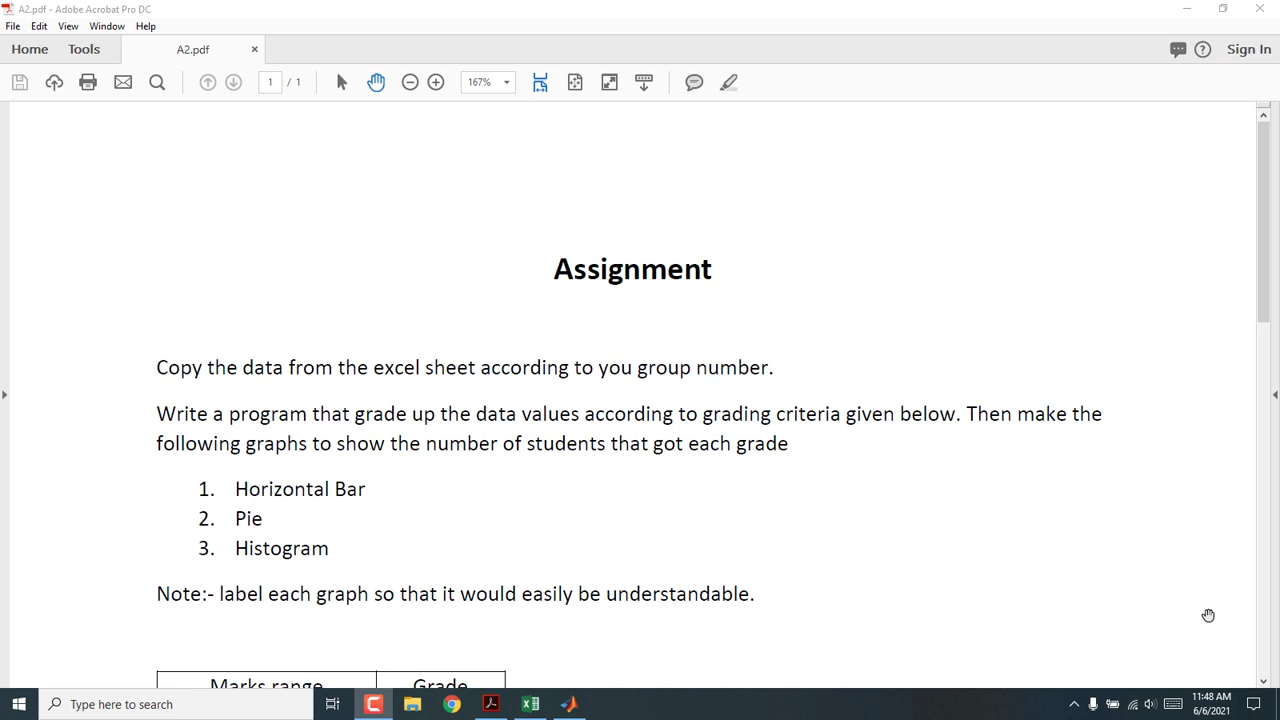 A2.pdf - Adobe Acrobat Pro DC
File Edit View Window Help
Home Tools A2.pdf × Sign In
1 / 1 167%
Assignment
Copy the data from the excel sheet according to you group number.
Write a program that grade up the data values according to grading criteria given below. Then make the
following graphs to show the number of students that got each grade
1. Horizontal Bar
2. Pie
3. Histogram
Note:- label each graph so that it would easily be understandable.
Marks range Grade
Type here to search
11:48 AM
6/6/2021